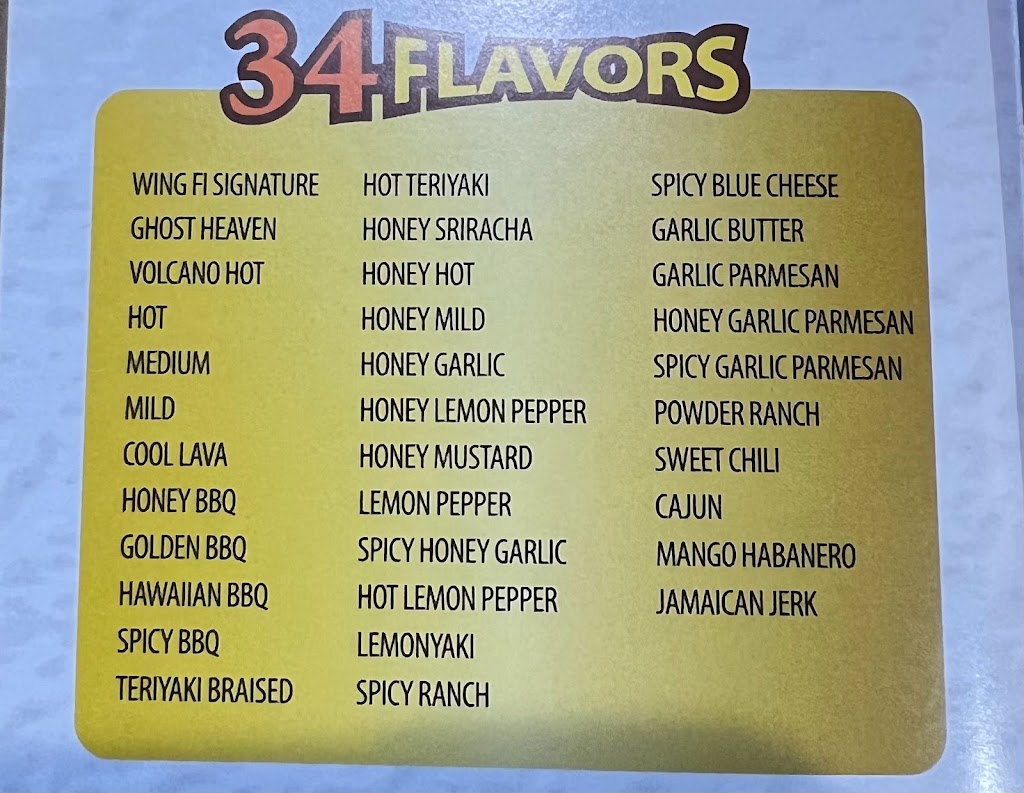 34 FLAVORS
WING FI SIGNATURE
GHOST HEAVEN
VOLCANO HOT
HOT
MEDIUM
MILD
COOL LAVA
HONEY BBQ
GOLDEN BBQ
HAWAIIAN BBQ
SPICY BBQ
TERIYAKI BRAISED
HOT TERIYAKI
HONEY SRIRACHA
HONEY HOT
HONEY MILD
HONEY GARLIC
HONEY LEMON PEPPER
HONEY MUSTARD
LEMON PEPPER
SPICY HONEY GARLIC
HOT LEMON PEPPER
LEMONYAKI
SPICY RANCH
SPICY BLUE CHEESE
GARLIC BUTTER
GARLIC PARMESAN
HONEY GARLIC PARMESAN
SPICY GARLIC PARMESAN
POWDER RANCH
SWEET CHILI
CAJUN
MANGO HABANERO
JAMAICAN JERK